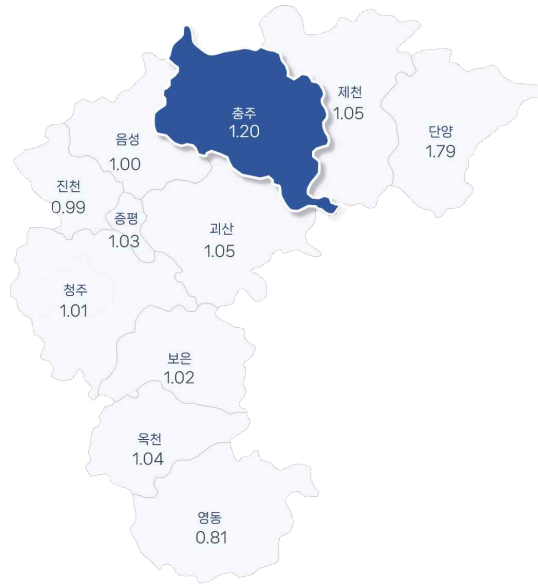 충주
1.20
제천
1.05
단양
1.79
음성
1.00
진천
0.99
증평
1.03
괴산
1.05
청주
1.01
보은
1.02
옥천
1.04
영동
0.81